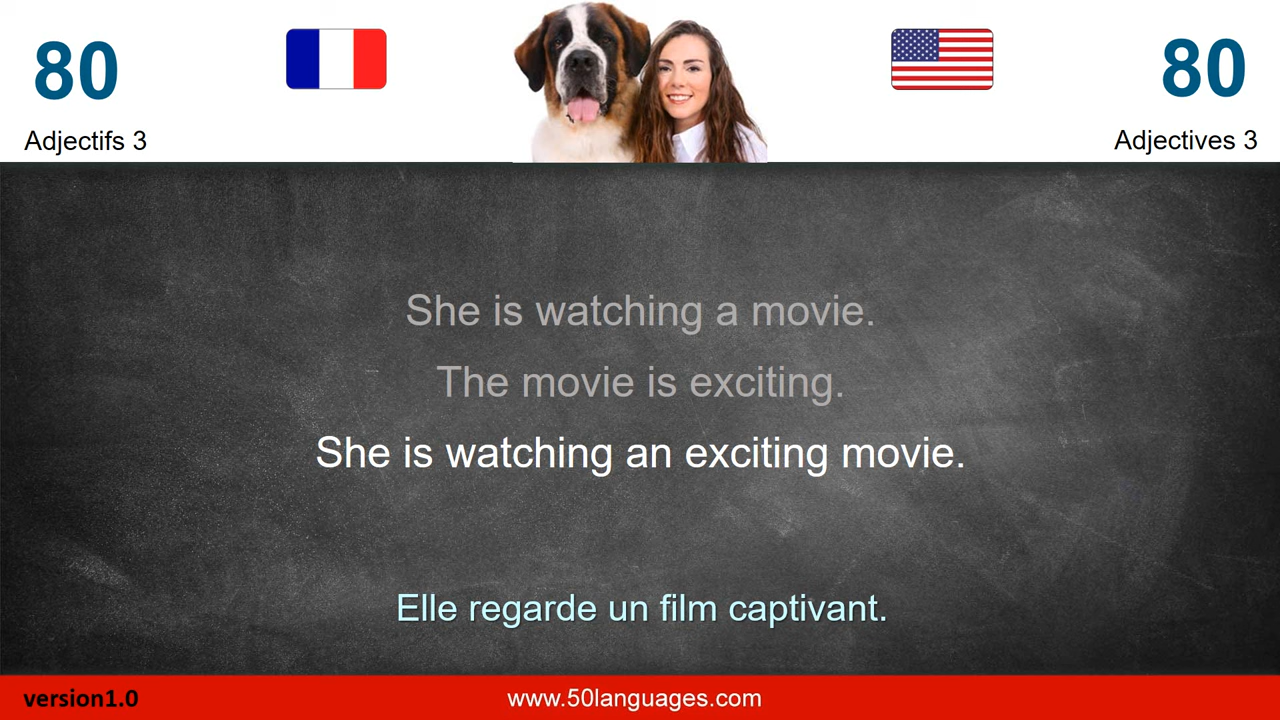 80
80
Adjectifs 3
Adjectives 3
She is watching a movie.
The movie is exciting.
She is watching an exciting movie.
Elle regarde un film captivant.
version1.0
www.50languages.com